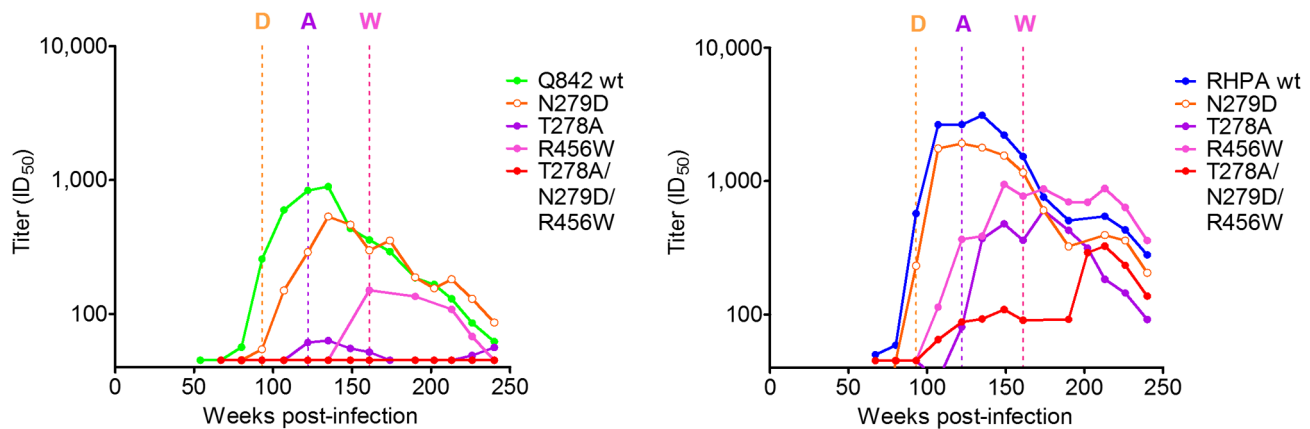 D A W
10,000
1,000
100
Titer (ID50)
0 50 100 150 200 250
Weeks post-infection
Q842 wt
N279D
T278A
R456W
T278A/
N279D/
R456W
D A W
10,000
1,000
100
Titer (ID50)
0 50 100 150 200 250
Weeks post-infection
RHPA wt
N279D
T278A
R456W
T278A/
N279D/
R456W